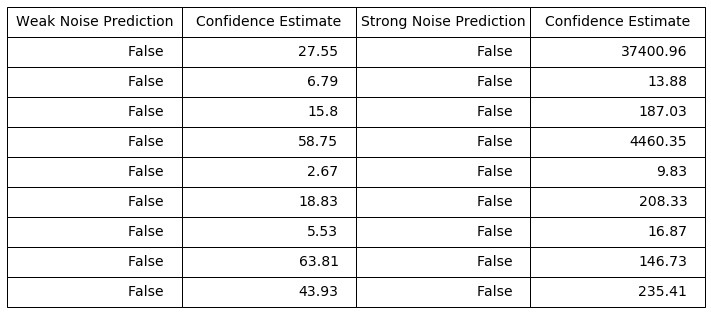 Weak Noise Prediction Confidence Estimate Strong Noise Prediction Confidence Estimate
False 27.55 False 37400.96
False 6.79 False 13.88
False 15.8 False 187.03
False 58.75 False 4460.35
False 2.67 False 9.83
False 18.83 False 208.33
False 5.53 False 16.87
False 63.81 False 146.73
False 43.93 False 235.41